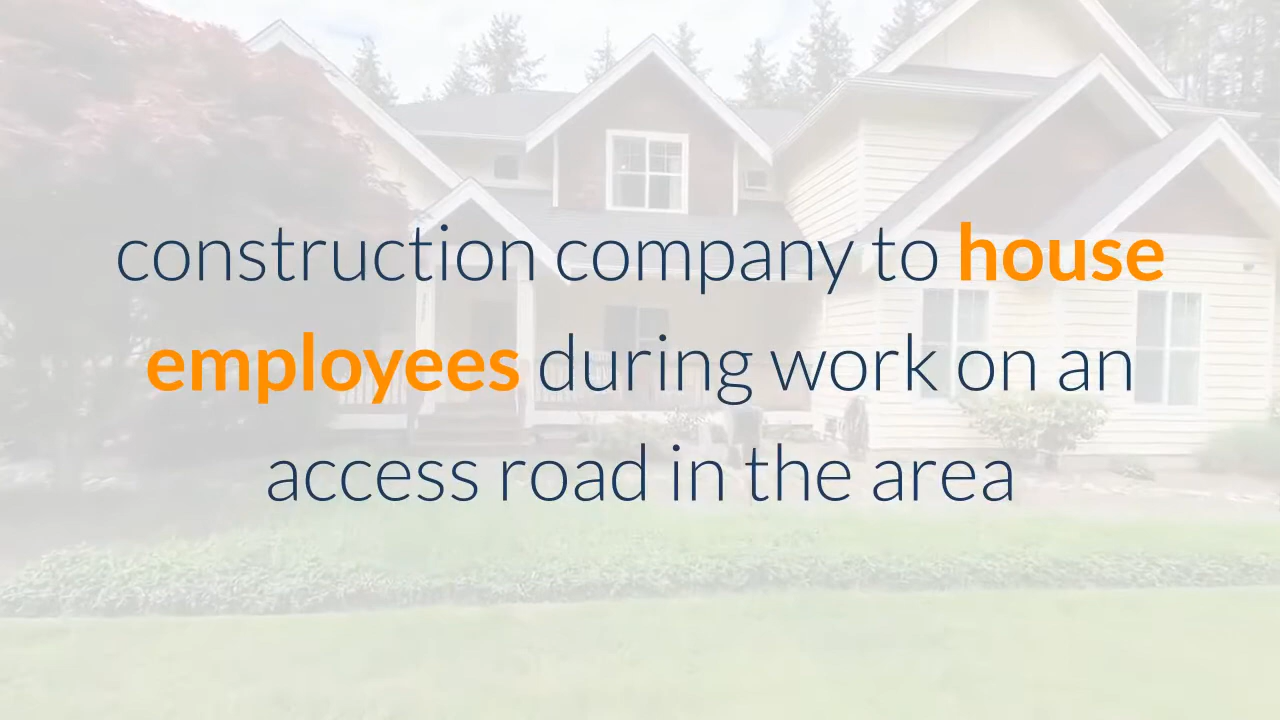 construction company to house
employees during work on an
access road in the area